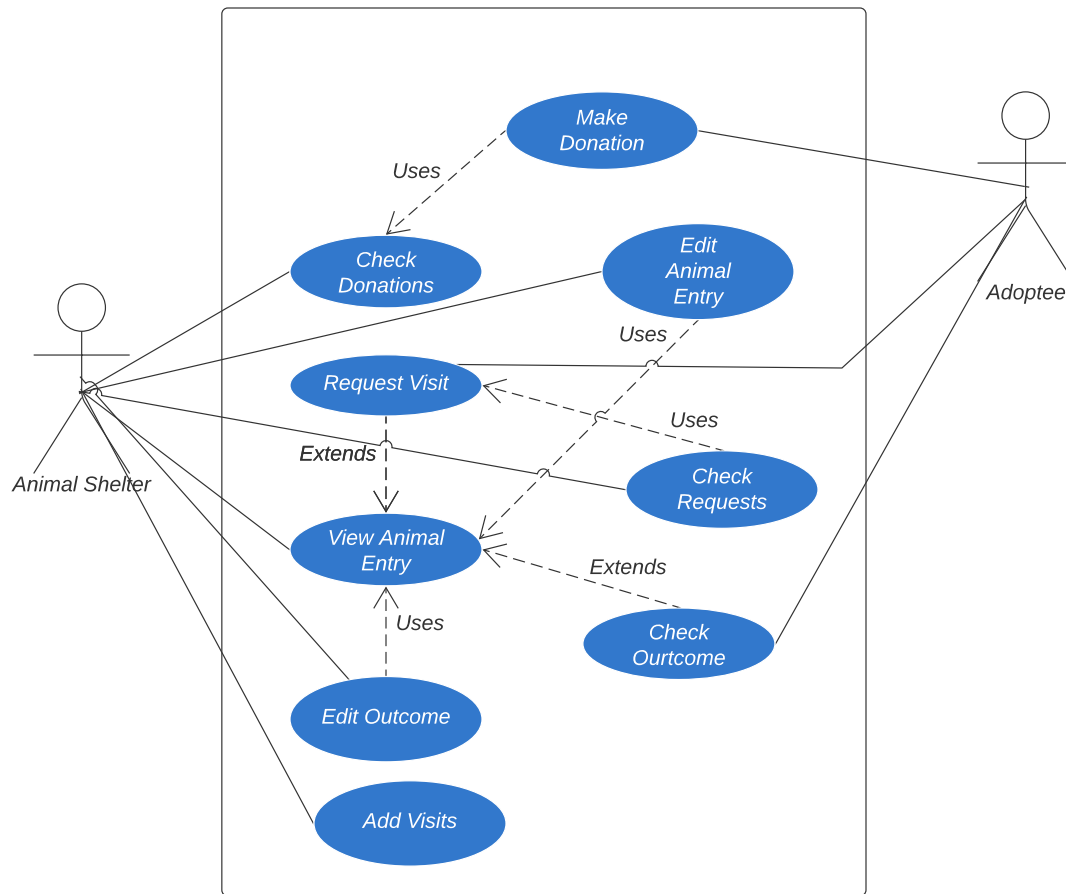 Make
Donation
Uses
Check
Donations
Edit
Animal
Entry
Adoptee
Uses
Request Visit
Uses
Extends
Animal Shelter
Check
Requests
View Animal
Entry
Extends
Uses
Check
Ourtcome
Edit Outcome
Add Visits